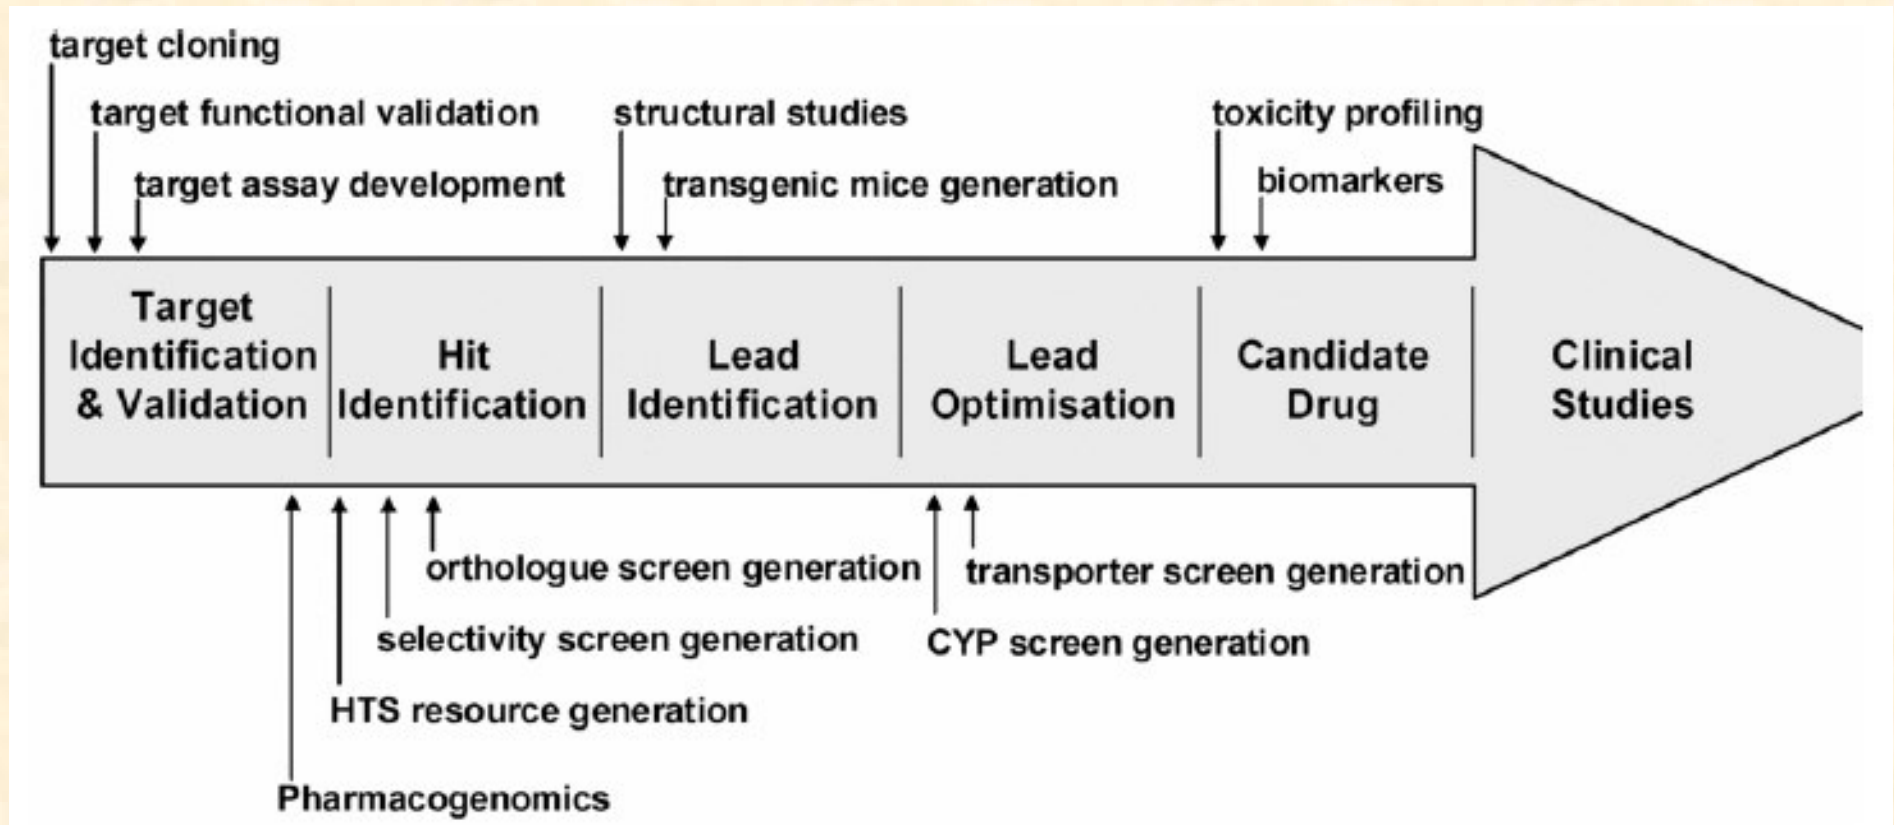 target cloning
target functional validation
structural studies
toxicity profiling
target assay development
transgenic mice generation
biomarkers
Target
Identification
& Validation
Hit
Identification
Lead
Identification
Lead
Optimisation
Candidate
Drug
Clinical
Studies
orthologue screen generation
transporter screen generation
selectivity screen generation
CYP screen generation
HTS resource generation
Pharmacogenomics